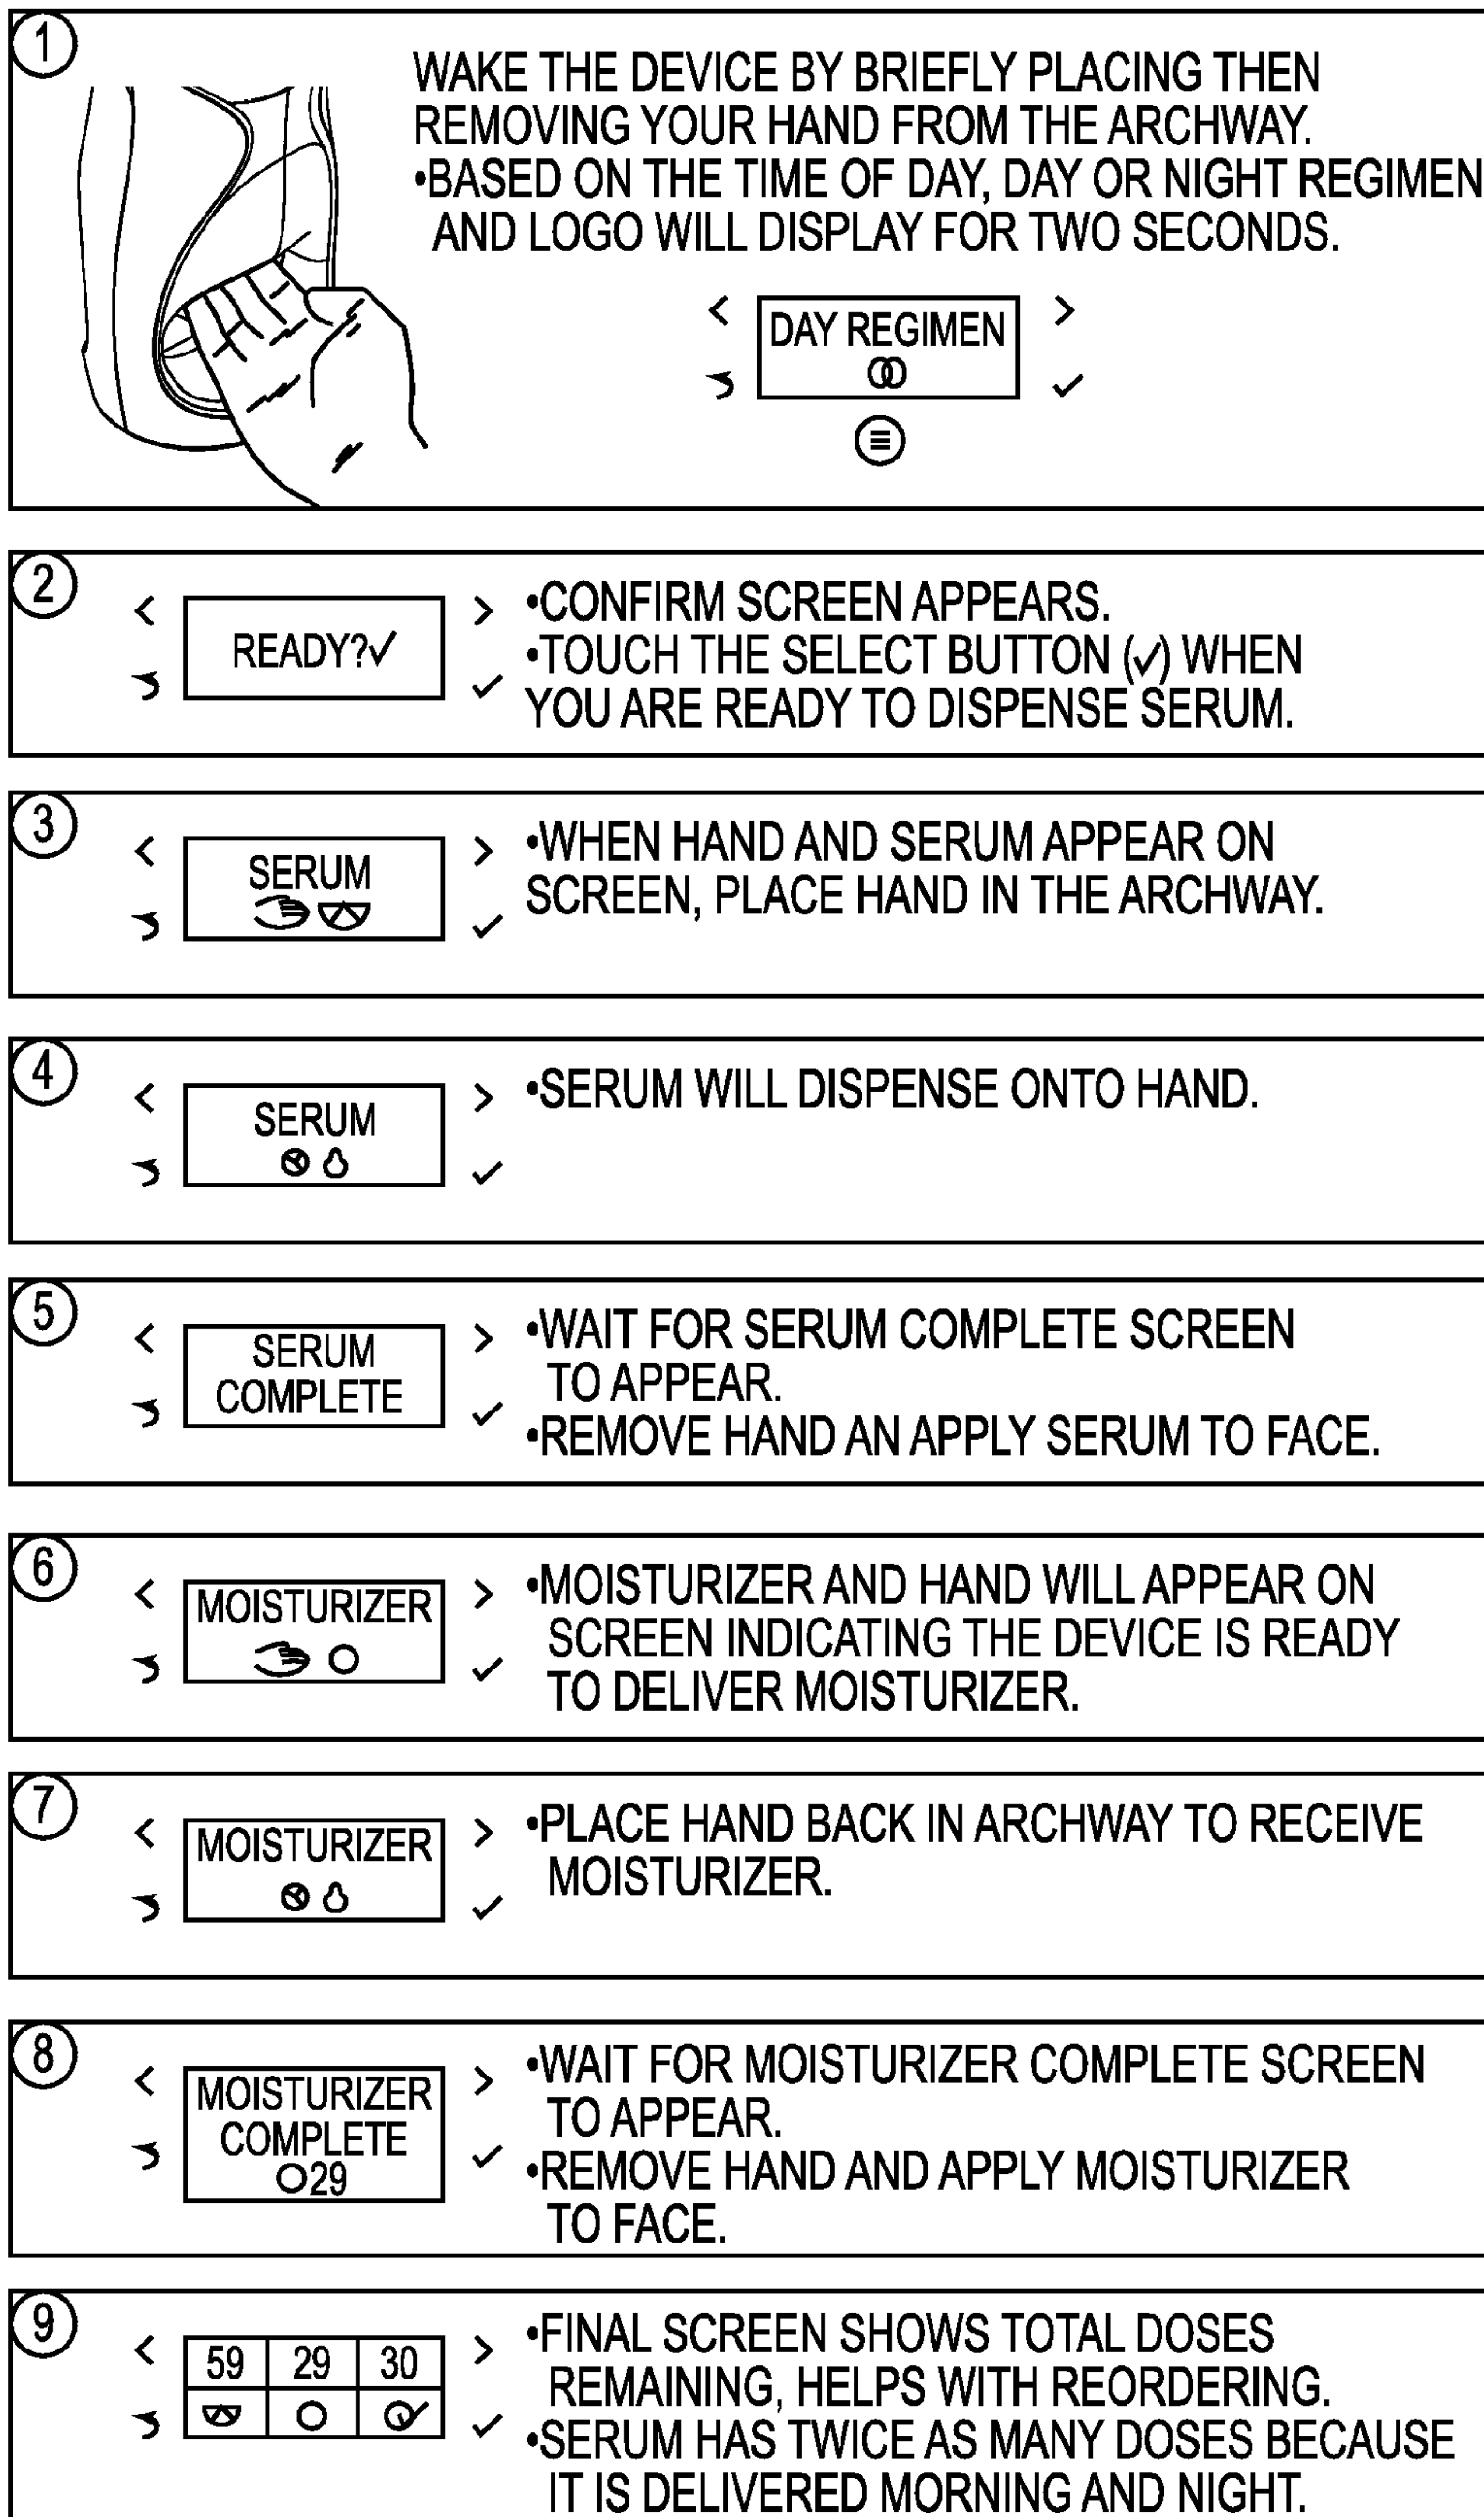 1
WAKE THE DEVICE BY BRIEFLY PLACING THEN
REMOVING YOUR HAND FROM THE ARCHWAY.
•BASED ON THE TIME OF DAY, DAY OR NIGHT REGIMEN
AND LOGO WILL DISPLAY FOR TWO SECONDS.
< DAY REGIMEN >
✓
2
< READY?✓ >
✓
•CONFIRM SCREEN APPEARS.
•TOUCH THE SELECT BUTTON (✓) WHEN
YOU ARE READY TO DISPENSE SERUM.
3
< SERUM >
✓
•WHEN HAND AND SERUM APPEAR ON
SCREEN, PLACE HAND IN THE ARCHWAY.
4
< SERUM >
✓
•SERUM WILL DISPENSE ONTO HAND.
5
< SERUM >
COMPLETE ✓
•WAIT FOR SERUM COMPLETE SCREEN
TO APPEAR.
•REMOVE HAND AN APPLY SERUM TO FACE.
6
< MOISTURIZER >
✓
•MOISTURIZER AND HAND WILL APPEAR ON
SCREEN INDICATING THE DEVICE IS READY
TO DELIVER MOISTURIZER.
7
< MOISTURIZER >
✓
•PLACE HAND BACK IN ARCHWAY TO RECEIVE
MOISTURIZER.
8
< MOISTURIZER >
COMPLETE ✓
29
•WAIT FOR MOISTURIZER COMPLETE SCREEN
TO APPEAR.
•REMOVE HAND AND APPLY MOISTURIZER
TO FACE.
9
< 59 29 30 >
✓
•FINAL SCREEN SHOWS TOTAL DOSES
REMAINING, HELPS WITH REORDERING.
•SERUM HAS TWICE AS MANY DOSES BECAUSE
IT IS DELIVERED MORNING AND NIGHT.